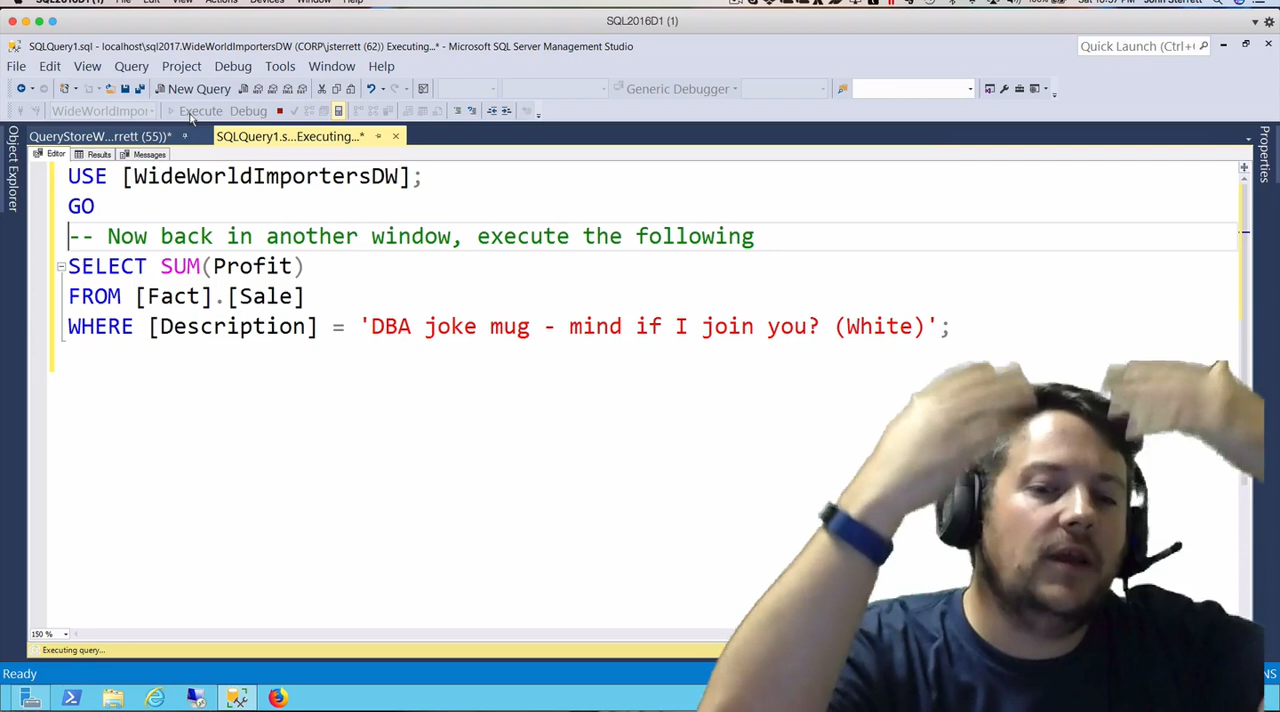 SQL2016D1 (1)
SQLQuery1.sql - localhost\sql2017.WideWorldImportersDW (CORP\jsterrett (62)) Executing...* - Microsoft SQL Server Management Studio
Quick Launch (Ctrl+
File Edit View Query Project Debug Tools Window Help
New Query
Generic Debugger
WideWorldImpor
Execute Debug
QueryStoreW...rrett (55))*
SQLQuery1.s...Executing...*
Object Explorer
Properties
Editor Results Messages
USE [WideWorldImportersDW];
GO
-- Now back in another window, execute the following
SELECT SUM(Profit)
FROM [Fact].[Sale]
WHERE [Description] = 'DBA joke mug - mind if I join you? (White)';
150 %
Executing query...
Ready
NS